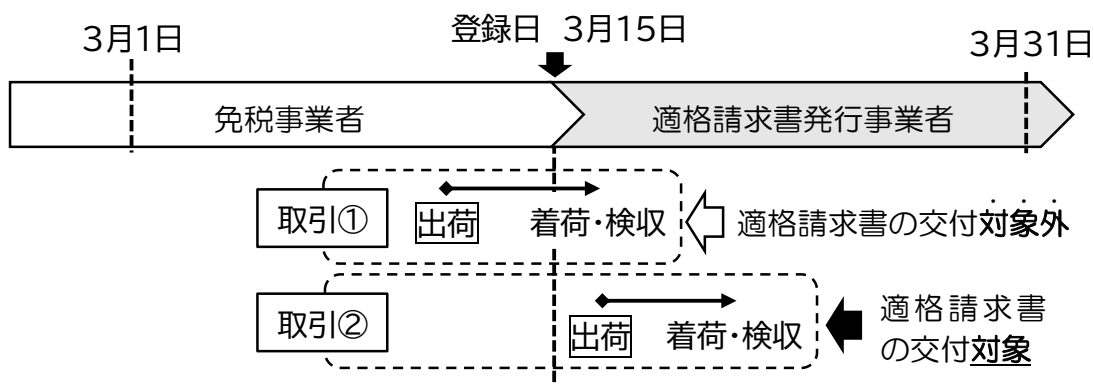 3月1日
登録日 3月15日
3月31日
免税事業者
適格請求書発行事業者
取引①
出荷
着荷・検収
適格請求書の交付対象外
取引②
出荷
着荷・検収
適格請求書
の交付対象